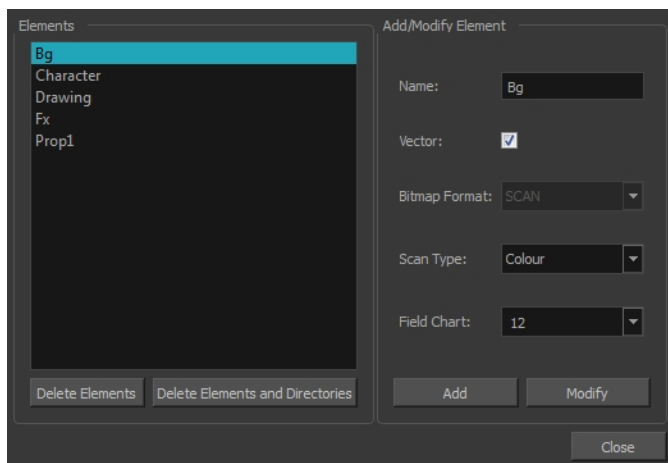 Elements
Bg
Character
Drawing
Fx
Prop1
Delete Elements
Delete Elements and Directories
Add/Modify Element
Name:
Bg
Vector:
Bitmap Format:
SCAN
Scan Type:
Colour
Field Chart:
12
Add
Modify
Close